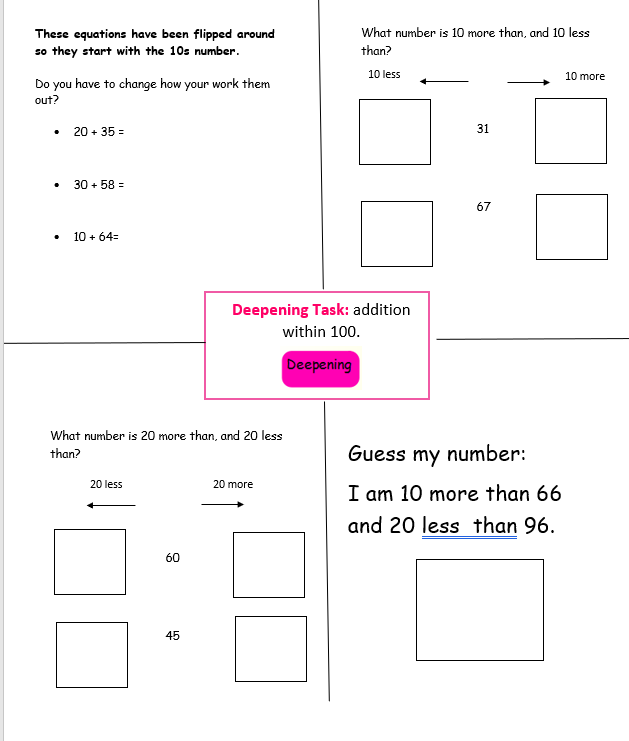 These equations have been flipped around
so they start with the 10s number.
Do you have to change how your work them
out?
• 20 + 35 =
• 30 + 58 =
• 10 + 64=
What number is 10 more than, and 10 less
than?
10 less
10 more
31
67
Deepening Task: addition
within 100.
Deepening
What number is 20 more than, and 20 less
than?
20 less
20 more
60
45
Guess my number:
I am 10 more than 66
and 20 less than 96.